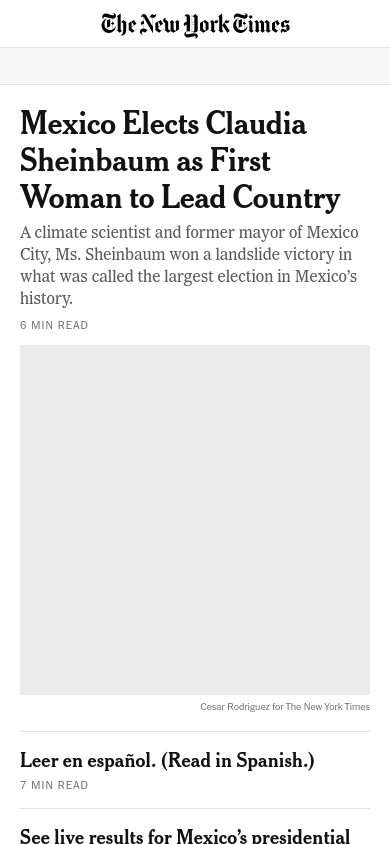 The New York Times
Mexico Elects Claudia
Sheinbaum as First
Woman to Lead Country
A climate scientist and former mayor of Mexico
City, Ms. Sheinbaum won a landslide victory in
what was called the largest election in Mexico’s
history.
6 MIN READ
Cesar Rodriguez for The New York Times
Leer en español. (Read in Spanish.)
7 MIN READ
See live results for Mexico’s presidential